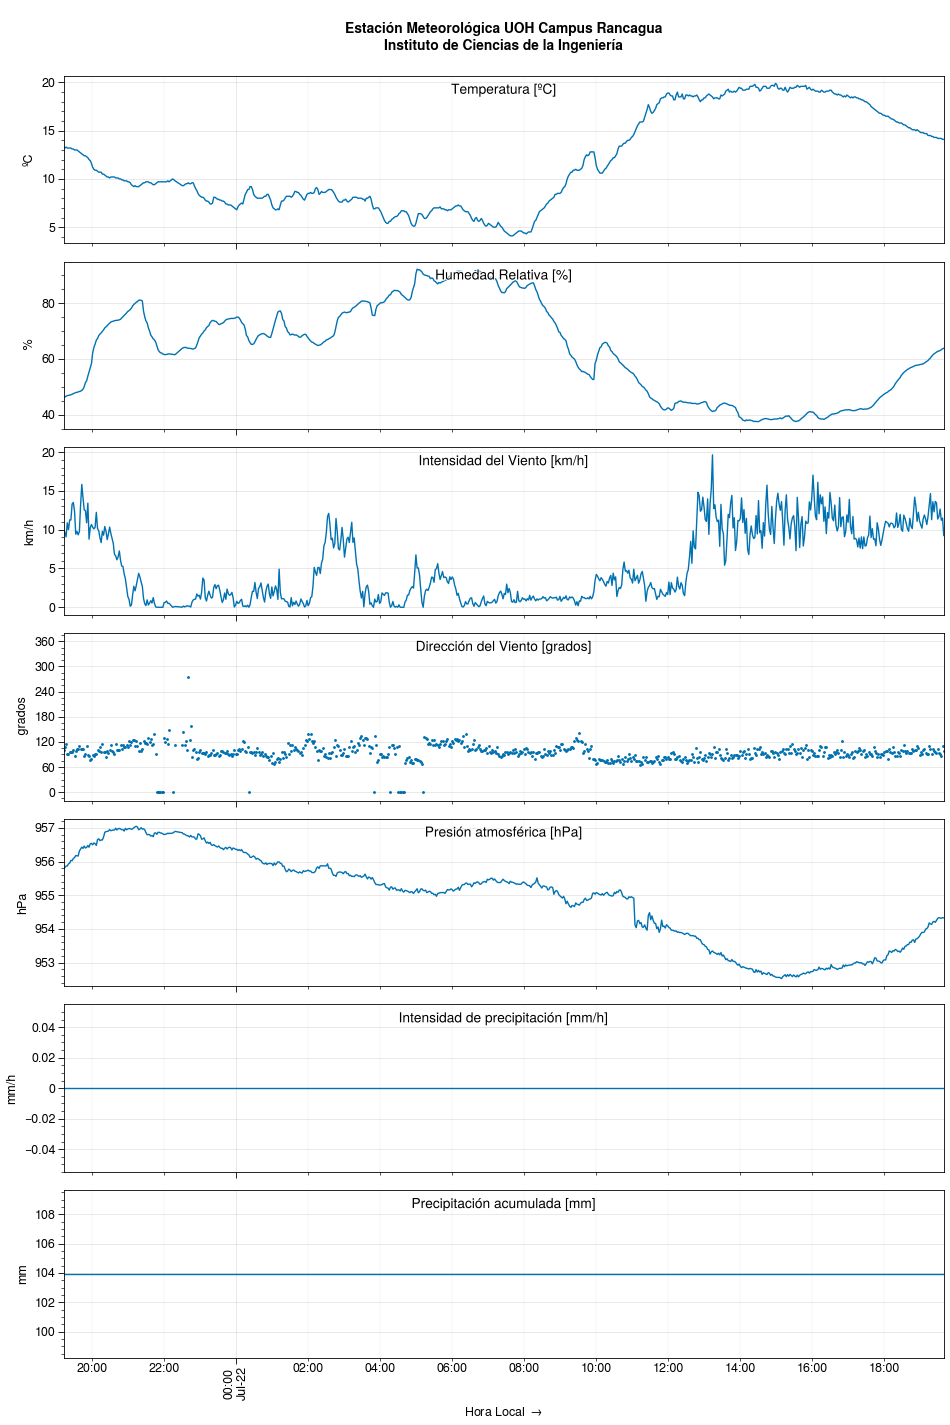 Estación Meteorológica UOH Campus Rancagua
Instituto de Ciencias de la Ingeniería
Temperatura [ºC]
20
15
10
5
ºC
Humedad Relativa [%]
80
60
40
%
Intensidad del Viento [km/h]
20
15
10
5
0
km/h
Dirección del Viento [grados]
360
300
240
180
120
60
0
grados
Presión atmosférica [hPa]
957
956
955
954
953
hPa
Intensidad de precipitación [mm/h]
0.04
0.02
0
−0.02
−0.04
mm/h
Precipitación acumulada [mm]
108
106
104
102
100
mm
20:00 22:00 00:00 02:00 04:00 06:00 08:00 10:00 12:00 14:00 16:00 18:00
Jul-22
Hora Local →